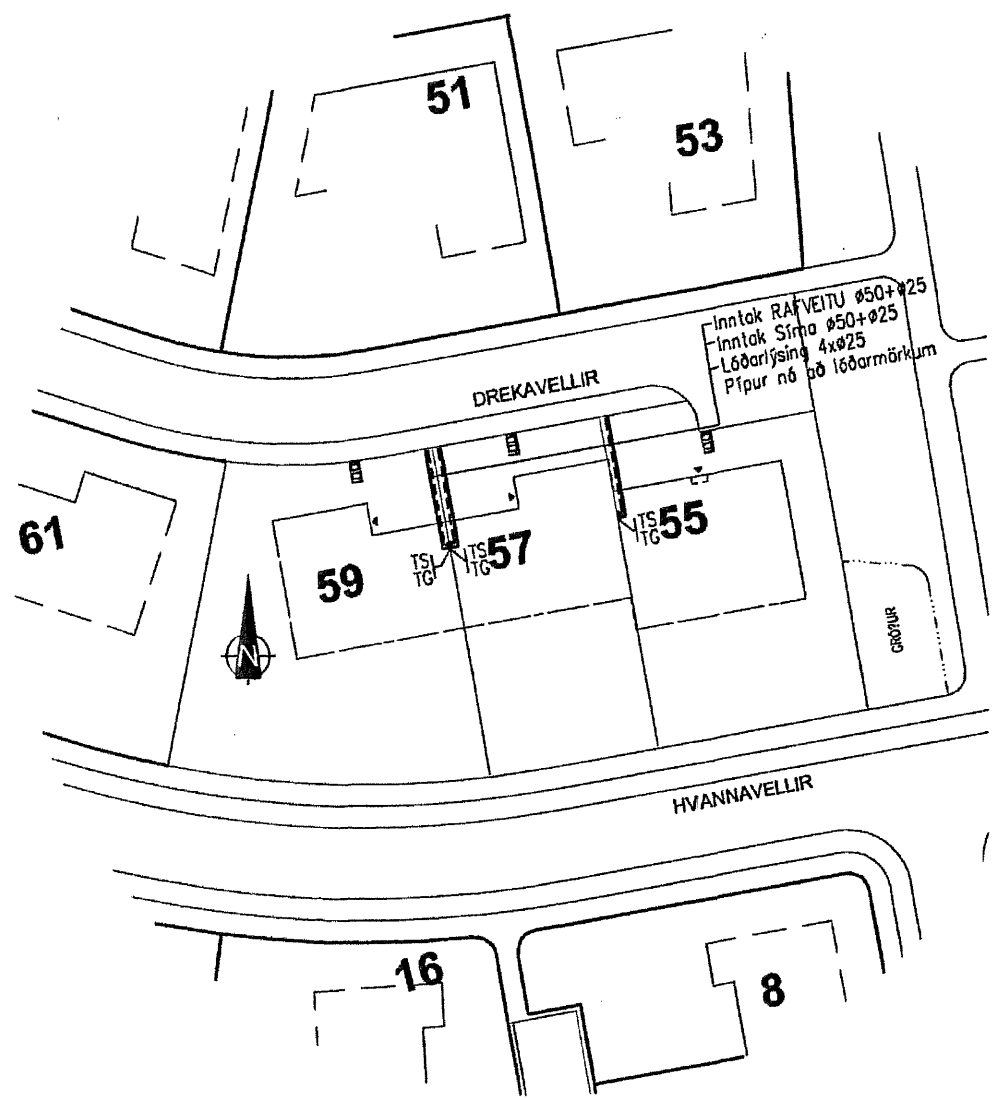 51
53
Inntak RAFVEITU ø50+ø25
Inntak Síma ø50+ø25
Lóðarlýsing 4xø25
Pípur ná að lóðarmörkum
DREKAVELLIR
61
59
TS
TG
TS
TG
57
TS
TG
55
N
HVANNAVELLIR
16
8